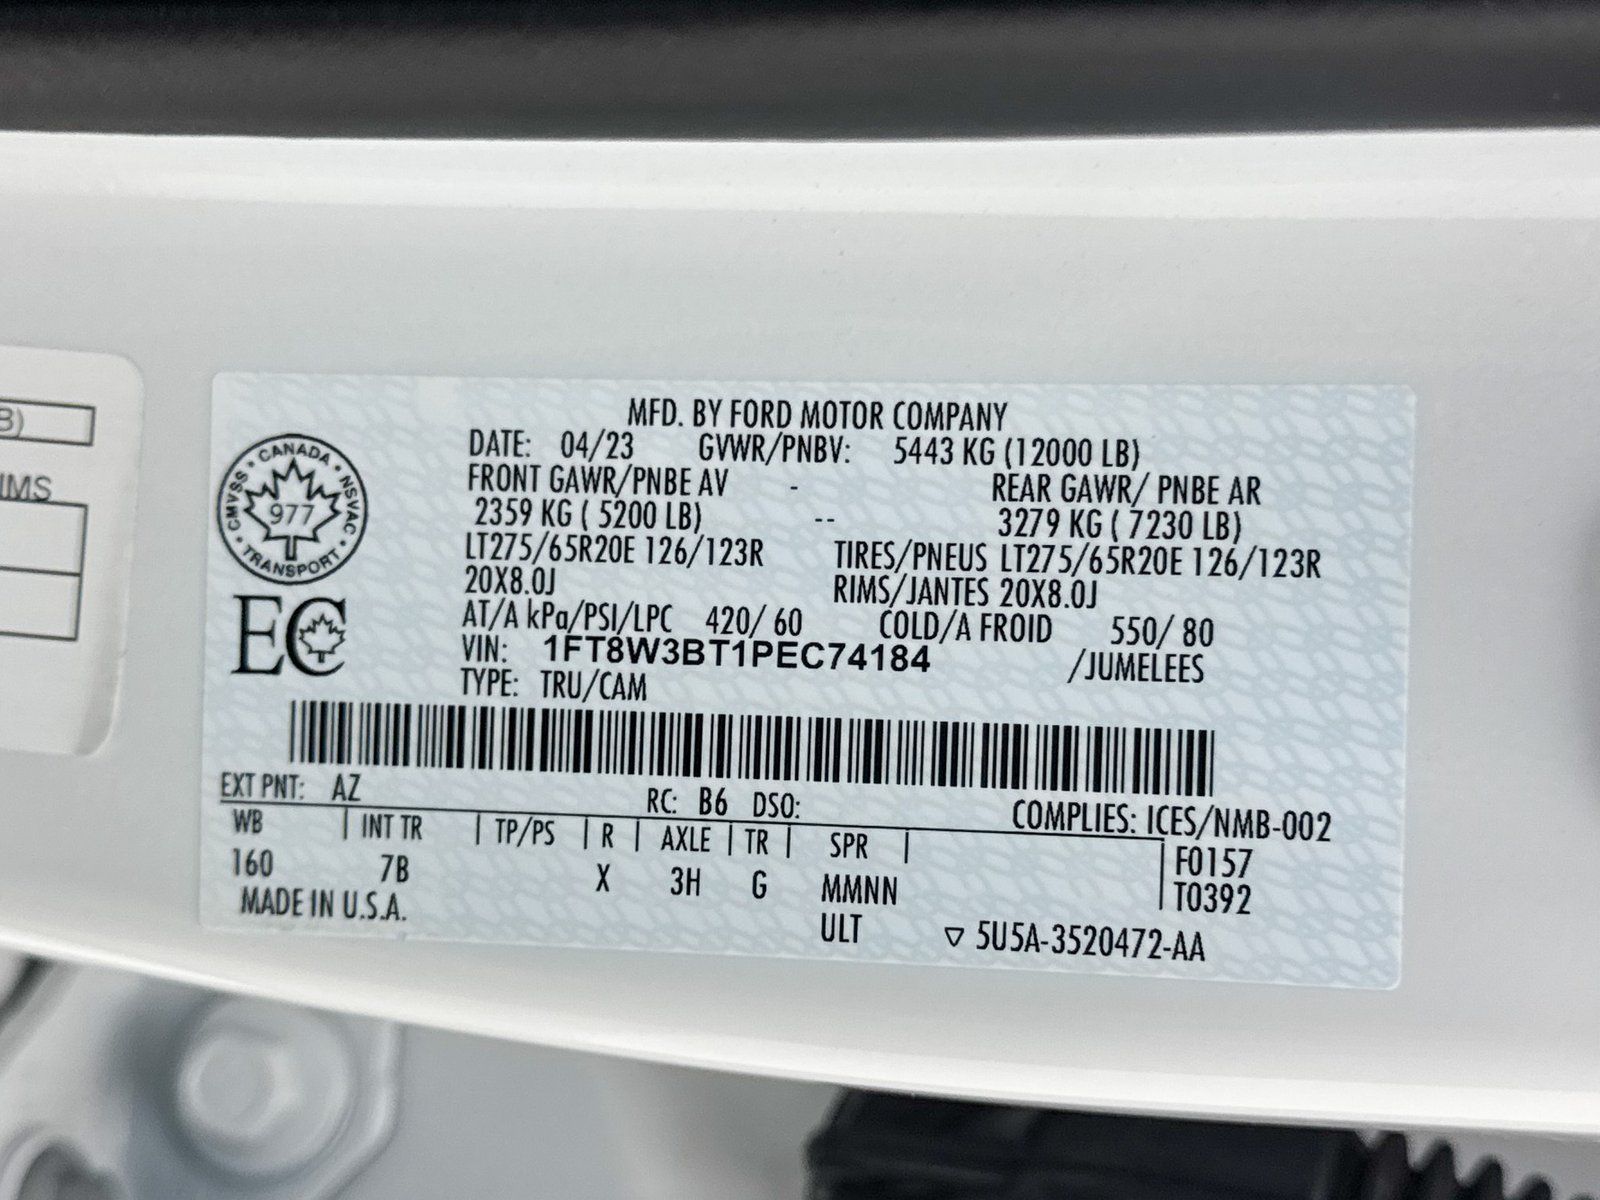 B)
IMS
CANADA
CMVSS
NSVAC
TRANSPORT
977
EC
MFD. BY FORD MOTOR COMPANY
DATE: 04/23 GVWR/PNBV: 5443 KG (12000 LB)
FRONT GAWR/PNBE AV - REAR GAWR/ PNBE AR
2359 KG ( 5200 LB) -- 3279 KG ( 7230 LB)
LT275/65R20E 126/123R TIRES/PNEUS LT275/65R20E 126/123R
20X8.0J RIMS/JANTES 20X8.0J
AT/A kPa/PSI/LPC 420/ 60 COLD/A FROID 550/ 80
VIN: 1FT8W3BT1PEC74184 /JUMELEES
TYPE: TRU/CAM
EXT PNT: AZ RC: B6 DSO: COMPLIES: ICES/NMB-002
WB | INT TR | TP/PS | R | AXLE | TR | SPR | F0157
160 7B X 3H G MMNN T0392
MADE IN U.S.A. ULT ▽ 5U5A-3520472-AA